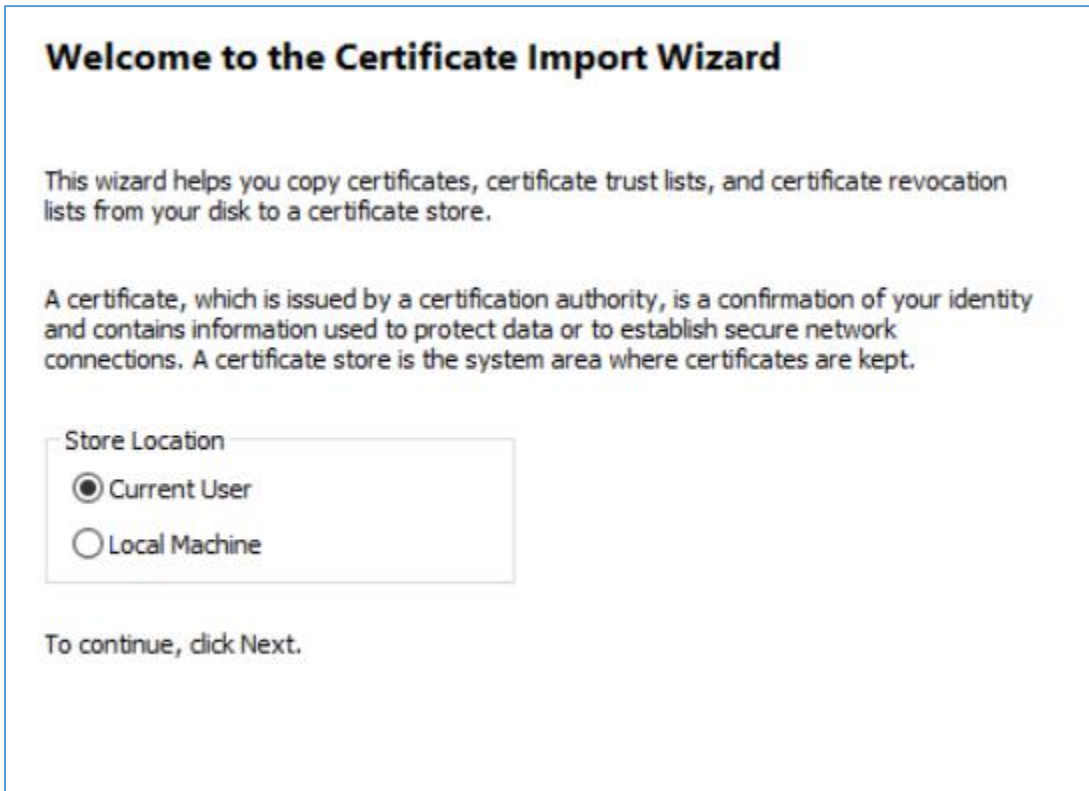 Welcome to the Certificate Import Wizard
This wizard helps you copy certificates, certificate trust lists, and certificate revocation
lists from your disk to a certificate store.
A certificate, which is issued by a certification authority, is a confirmation of your identity
and contains information used to protect data or to establish secure network
connections. A certificate store is the system area where certificates are kept.
Store Location
Current User
Local Machine
To continue, click Next.